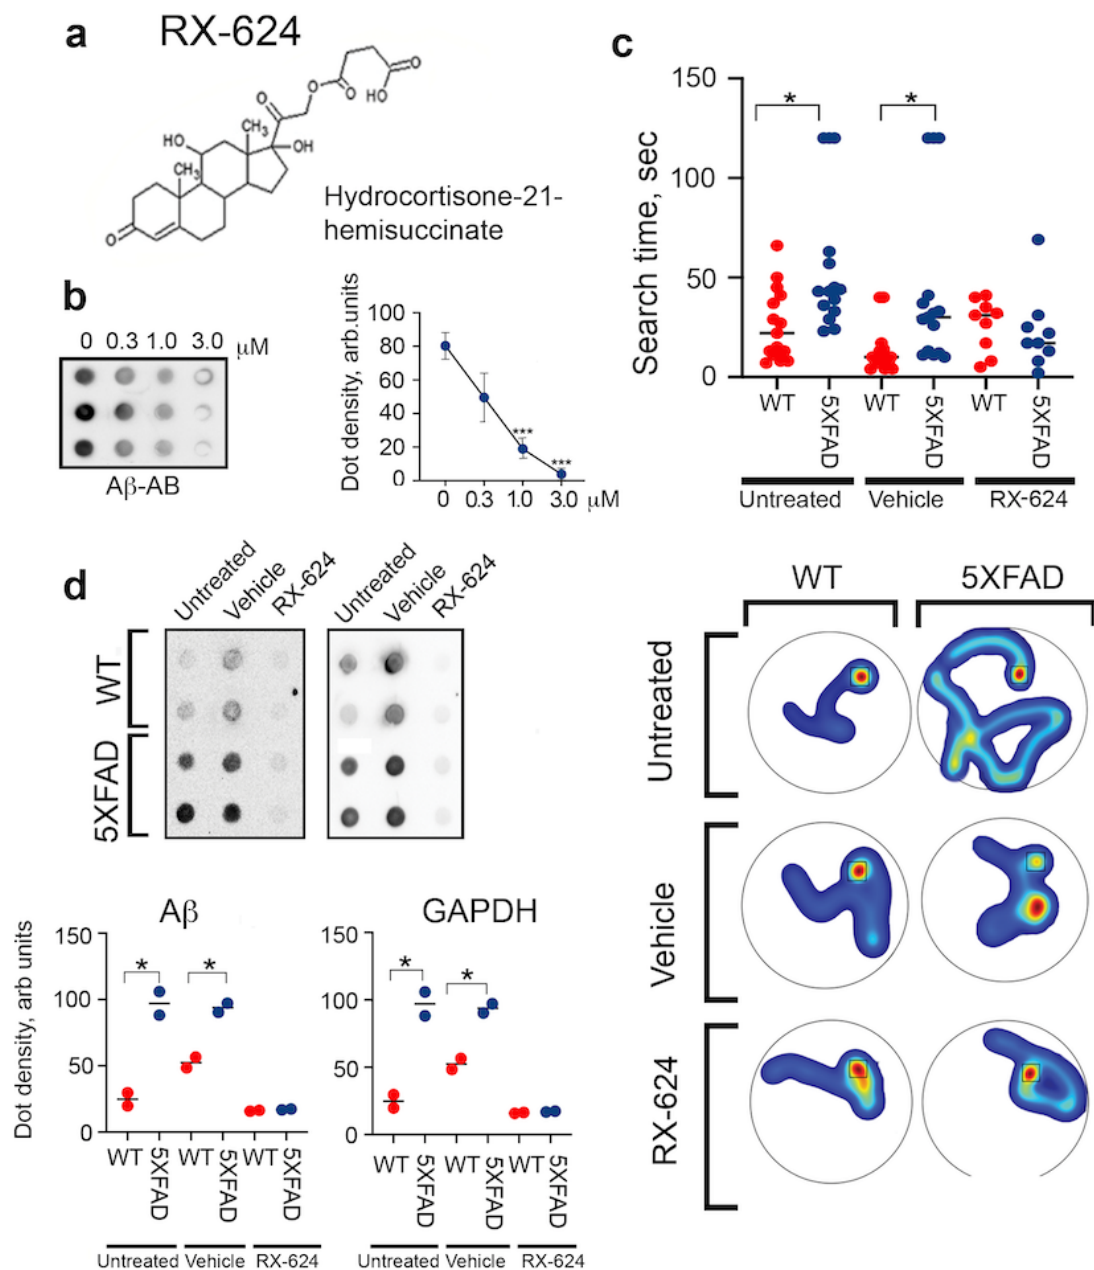 a
RX-624
O
O
O
O
HO
O
CH₃
HO
OH
CH₃
O
Hydrocortisone-21-
hemisuccinate
b
0 0.3 1.0 3.0 μM
Aβ-AB
Dot density, arb.units
100
80
60
40
20
0
***
***
0 0.3 1.0 3.0 μM
c
Search time, sec
150
100
50
0
* *
WT 5XFAD WT 5XFAD WT 5XFAD
Untreated Vehicle RX-624
d
Untreated Vehicle RX-624 Untreated Vehicle RX-624
WT
5XFAD
Aβ
Dot density, arb units
150
100
50
0
* *
WT 5XFAD WT 5XFAD WT 5XFAD
Untreated Vehicle RX-624
GAPDH
150
100
50
0
* *
WT 5XFAD WT 5XFAD WT 5XFAD
Untreated Vehicle RX-624
WT 5XFAD
Untreated
Vehicle
RX-624